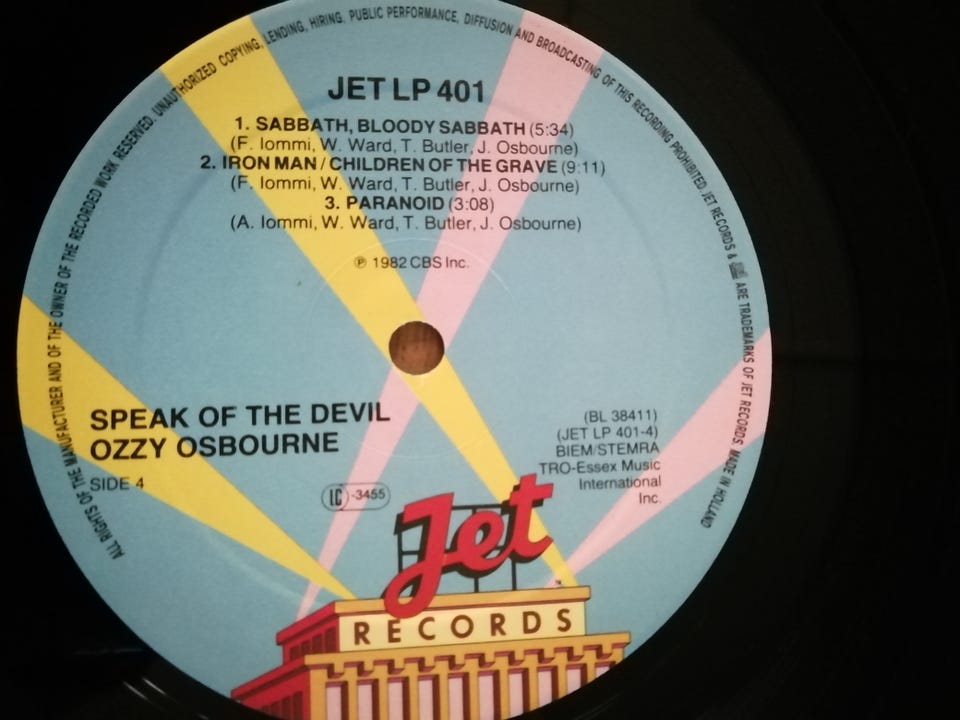 ALL RIGHTS OF THE MANUFACTURER AND OF THE OWNER OF THE RECORDED WORK RESERVED. UNAUTHORIZED COPYING, LENDING, HIRING, PUBLIC PERFORMANCE, DIFFUSION AND BROADCASTING OF THIS RECORDING PROHIBITED. JET RECORDS & ARE TRADEMARKS OF JET RECORDS. MADE IN HOLLAND
JET LP 401
1. SABBATH, BLOODY SABBATH (5:34)
(F. Iommi, W. Ward, T. Butler, J. Osbourne)
2. IRON MAN / CHILDREN OF THE GRAVE (9:11)
(F. Iommi, W. Ward, T. Butler, J. Osbourne)
3. PARANOID (3:08)
(A. Iommi, W. Ward, T. Butler, J. Osbourne)
℗ 1982 CBS Inc.
SPEAK OF THE DEVIL
OZZY OSBOURNE
SIDE 4
LC -3455
(BL 38411)
(JET LP 401-4)
BIEM/STEMRA
TRO-Essex Music
International
Inc.
Jet
RECORDS